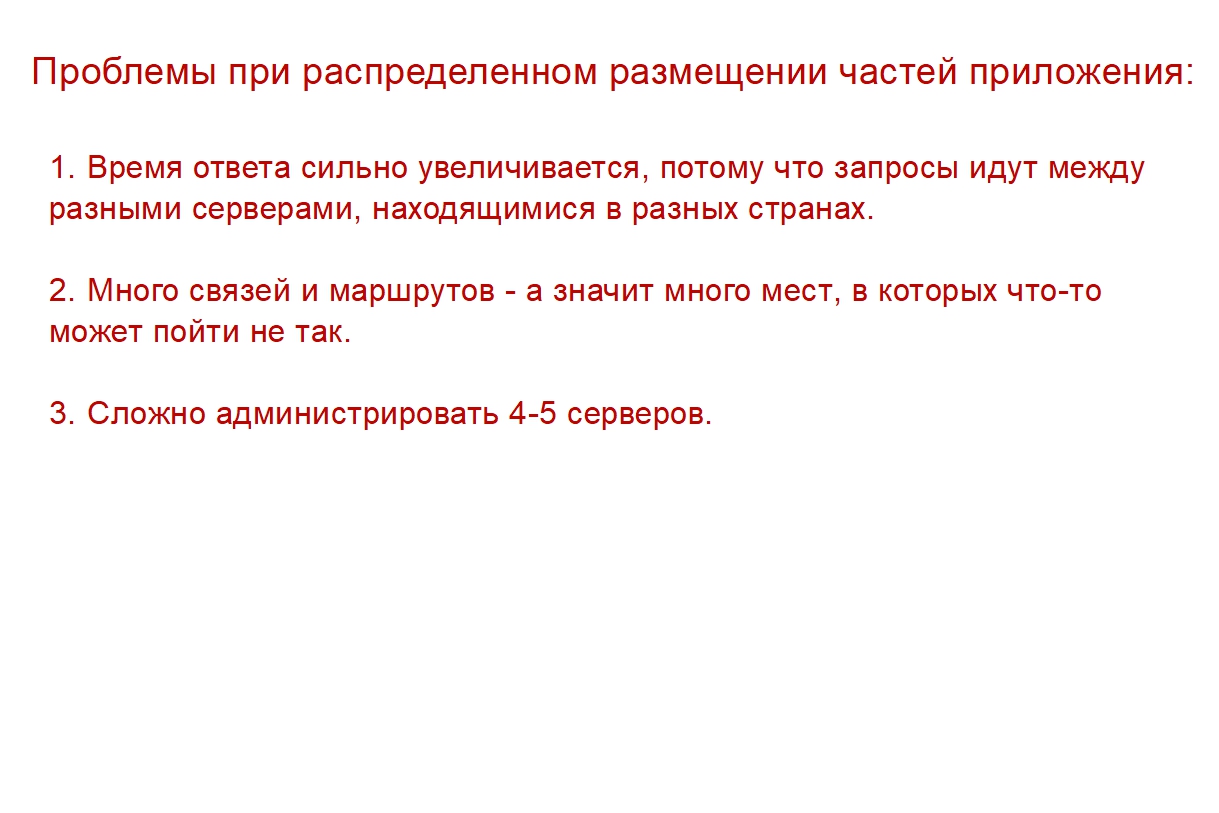 Проблемы при распределенном размещении частей приложения:
1. Время ответа сильно увеличивается, потому что запросы идут между
разными серверами, находящимися в разных странах.
2. Много связей и маршрутов - а значит много мест, в которых что-то
может пойти не так.
3. Сложно администрировать 4-5 серверов.